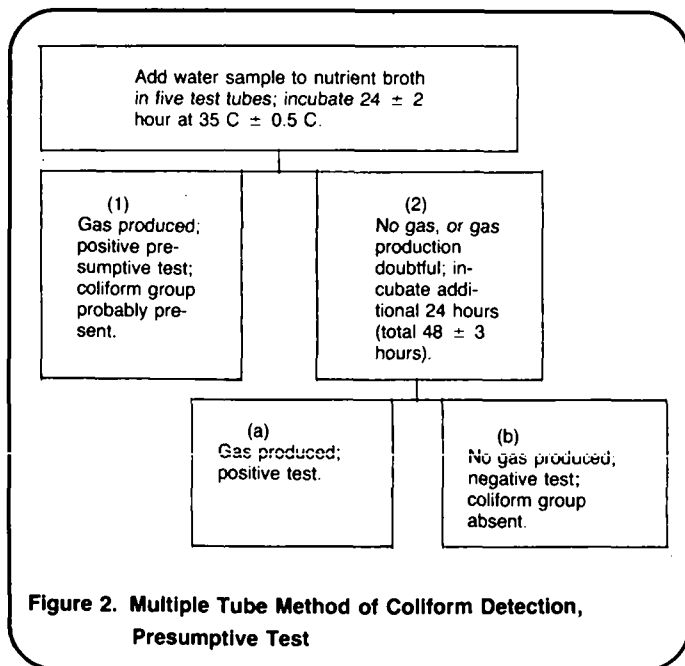 Add water sample to nutrient broth
in five test tubes; incubate 24 ± 2
hour at 35 C ± 0.5 C.
(1)
Gas produced;
positive pre-
sumptive test;
coliform group
probably pre-
sent.
(2)
No gas, or gas
production
doubtful; in-
cubate addi-
tional 24 hours
(total 48 ± 3
hours).
(a)
Gas produced;
positive test.
(b)
No gas produced;
negative test;
coliform group
absent.
Figure 2. Multiple Tube Method of Coliform Detection,
Presumptive Test